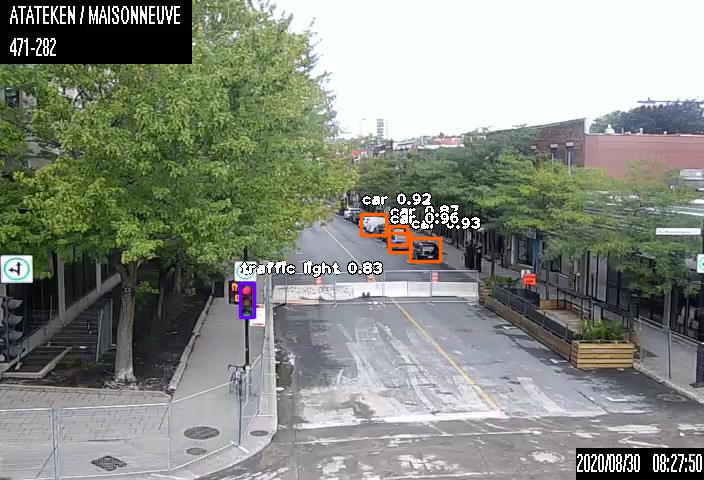 ATATEKEN / MAISONNEUVE
471-282
car 0.92
car 0.87
car 0.96
car 0.93
traffic light 0.83
2020/08/30 08:27:50